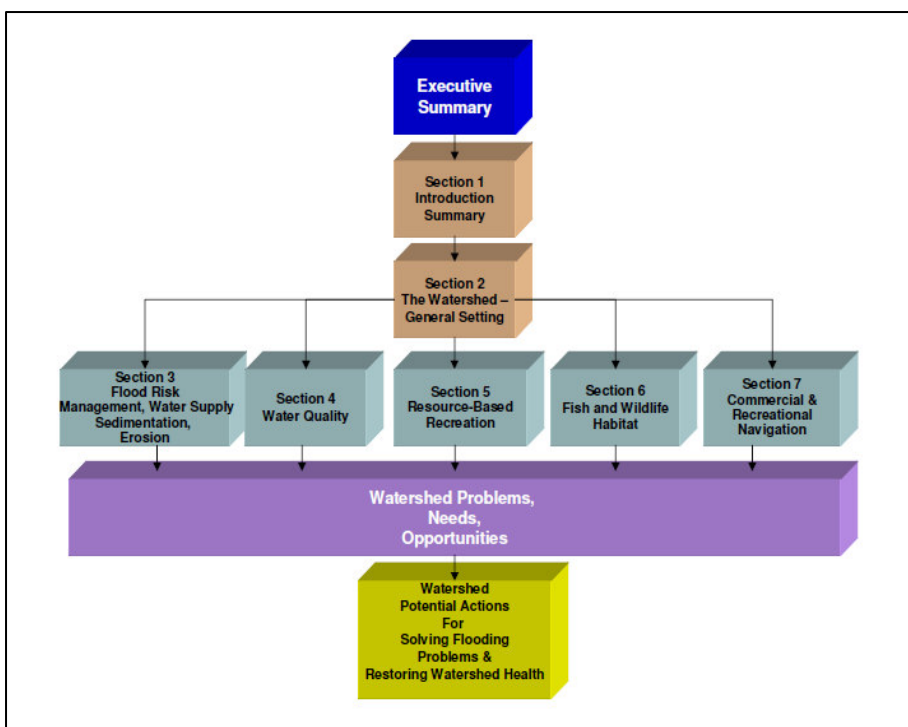 Executive
Summary
Section 1
Introduction
Summary
Section 2
The Watershed –
General Setting
Section 3
Flood Risk
Management, Water Supply
Sedimentation,
Erosion
Section 4
Water Quality
Section 5
Resource-Based
Recreation
Section 6
Fish and Wildlife
Habitat
Section 7
Commercial &
Recreational
Navigation
Watershed Problems,
Needs,
Opportunities
Watershed
Potential Actions
For
Solving Flooding
Problems &
Restoring Watershed Health